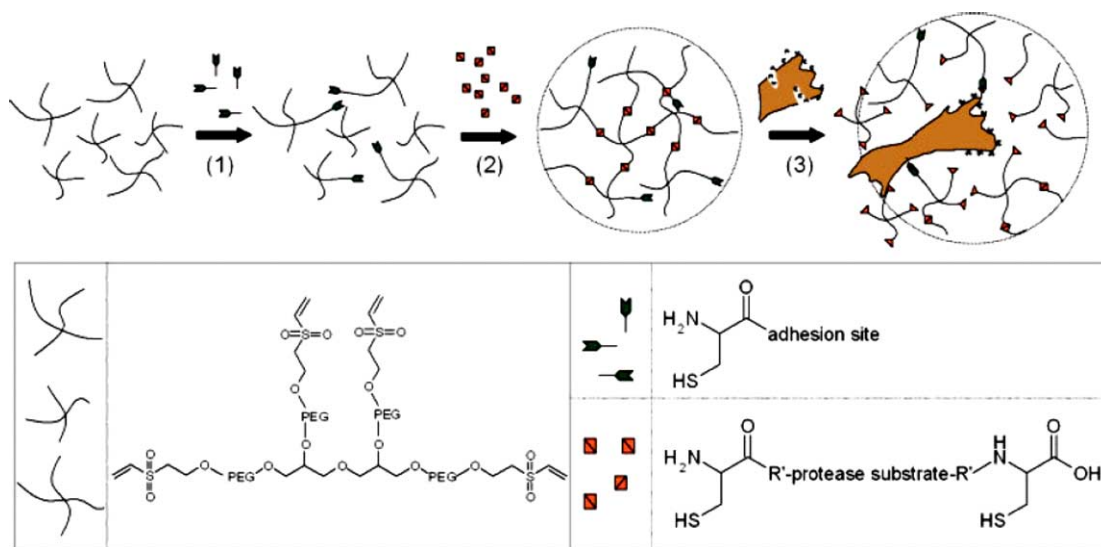 (1)
(2)
(3)
O=S=O O=S=O
O O
PEG PEG
O O
O=S=O O PEG O O O PEG O O=S=O
H₂N O adhesion site
HS
H₂N O R'-protease substrate-R' H N O OH
HS HS